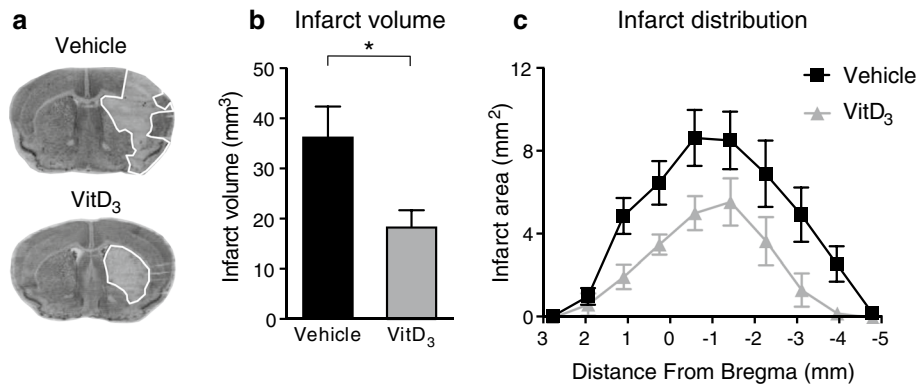 a
Vehicle
VitD₃
b Infarct volume
*
Infarct volume (mm³)
50
40
30
20
10
0
Vehicle VitD₃
c Infarct distribution
Vehicle
VitD₃
Infarct area (mm²)
12
8
4
0
3 2 1 0 -1 -2 -3 -4 -5
Distance From Bregma (mm)